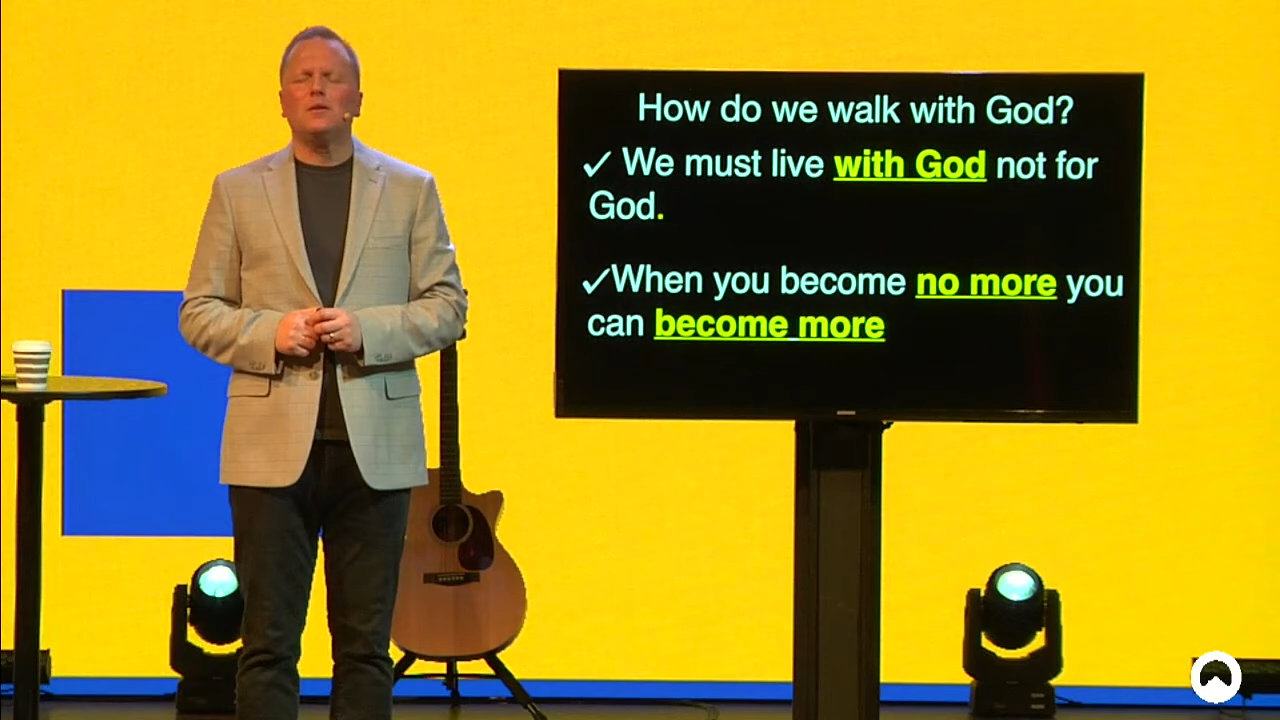 How do we walk with God?
✓ We must live with God not for
God.
✓When you become no more you
can become more